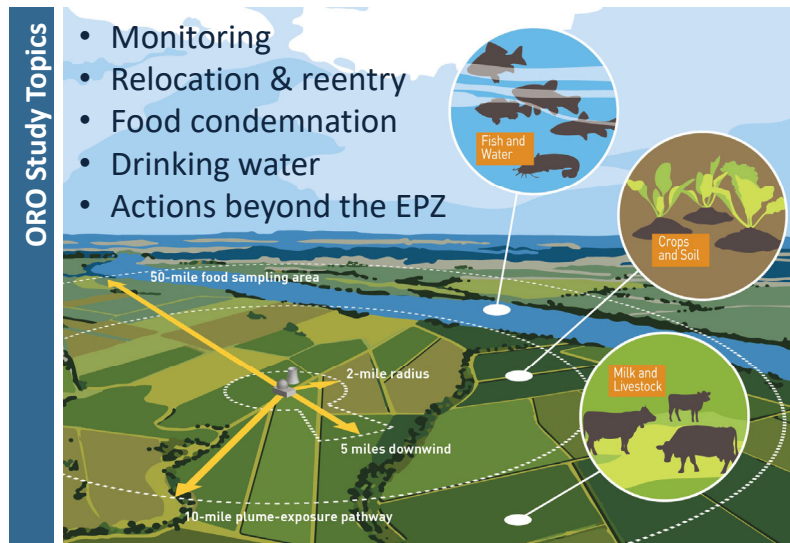 ORO Study Topics
• Monitoring
• Relocation & reentry
• Food condemnation
• Drinking water
• Actions beyond the EPZ
Fish and
Water
Crops
and Soil
50-mile food sampling area
2-mile radius
Milk and
Livestock
5 miles downwind
10-mile plume-exposure pathway